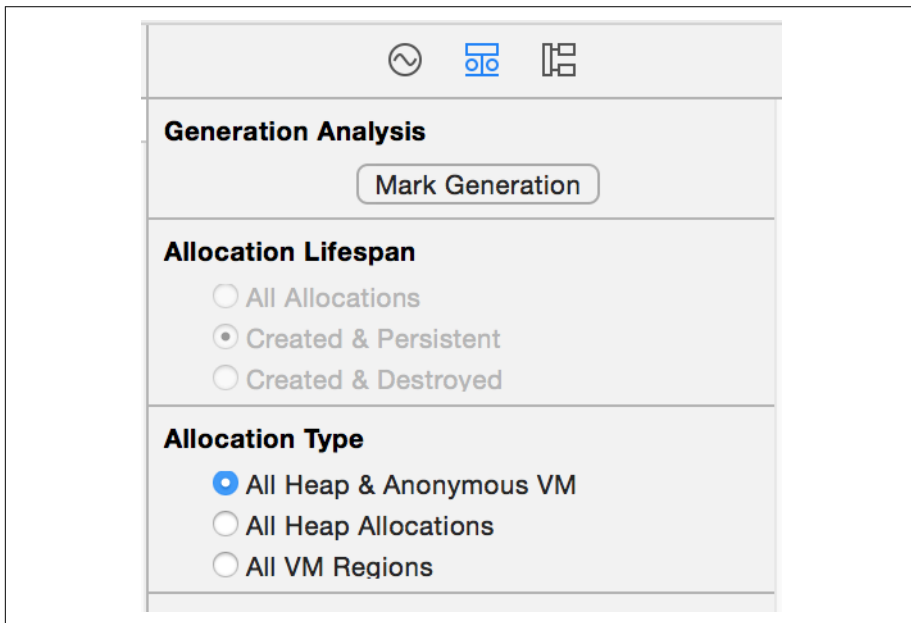 Generation Analysis
Mark Generation
Allocation Lifespan
All Allocations
Created & Persistent
Created & Destroyed
Allocation Type
All Heap & Anonymous VM
All Heap Allocations
All VM Regions